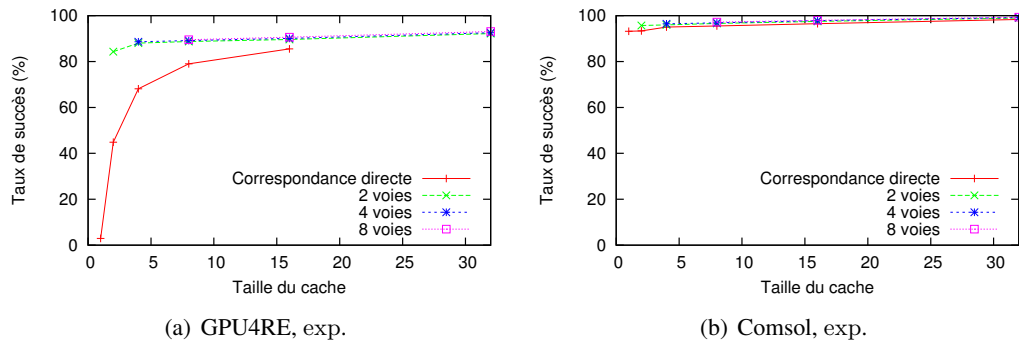 100
80
60
40
20
0
Taux de succès (%)
0 5 10 15 20 25 30
Taille du cache
Correspondance directe
2 voies
4 voies
8 voies
(a) GPU4RE, exp.
100
80
60
40
20
0
Taux de succès (%)
0 5 10 15 20 25 30
Taille du cache
Correspondance directe
2 voies
4 voies
8 voies
(b) Comsol, exp.